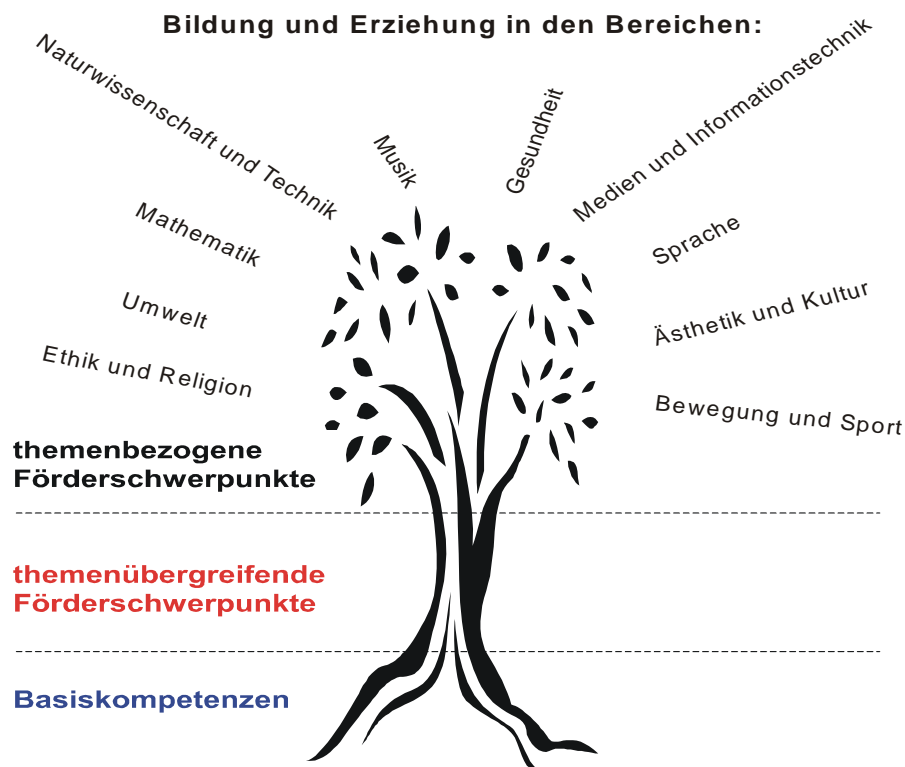 Bildung und Erziehung in den Bereichen:
Naturwissenschaft und Technik
Musik
Gesundheit
Medien und Informationstechnik
Mathematik
Sprache
Umwelt
Ästhetik und Kultur
Ethik und Religion
Bewegung und Sport
themenbezogene
Förderschwerpunkte
themenübergreifende
Förderschwerpunkte
Basiskompetenzen